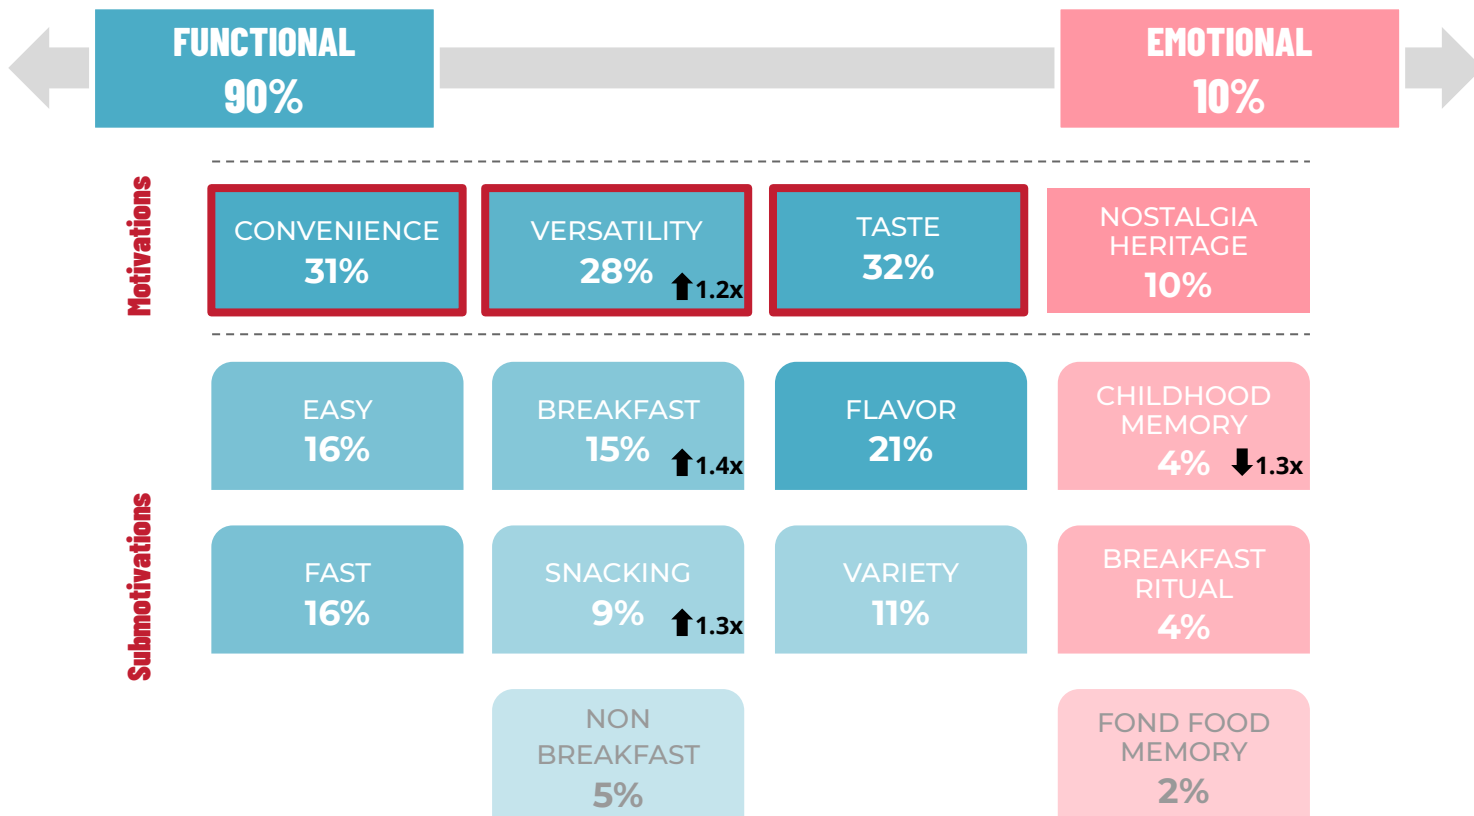 FUNCTIONAL
90%
EMOTIONAL
10%
Motivations
CONVENIENCE
31%
VERSATILITY
28%
1.2x
TASTE
32%
NOSTALGIA
HERITAGE
10%
Submotivations
EASY
16%
BREAKFAST
15%
1.4x
FLAVOR
21%
CHILDHOOD
MEMORY
4%
1.3x
FAST
16%
SNACKING
9%
1.3x
VARIETY
11%
BREAKFAST
RITUAL
4%
NON
BREAKFAST
5%
FOND FOOD
MEMORY
2%